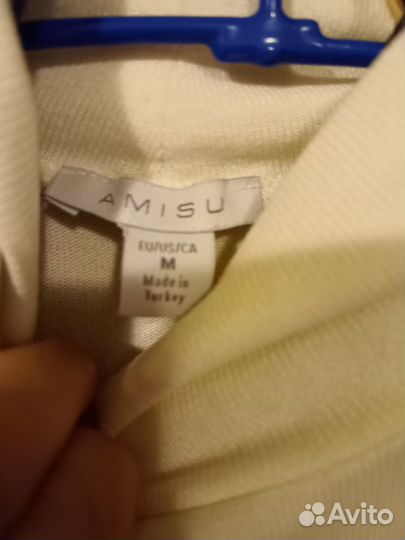 AMISU
EU/US/CA
M
Made in
Turkey
Avito